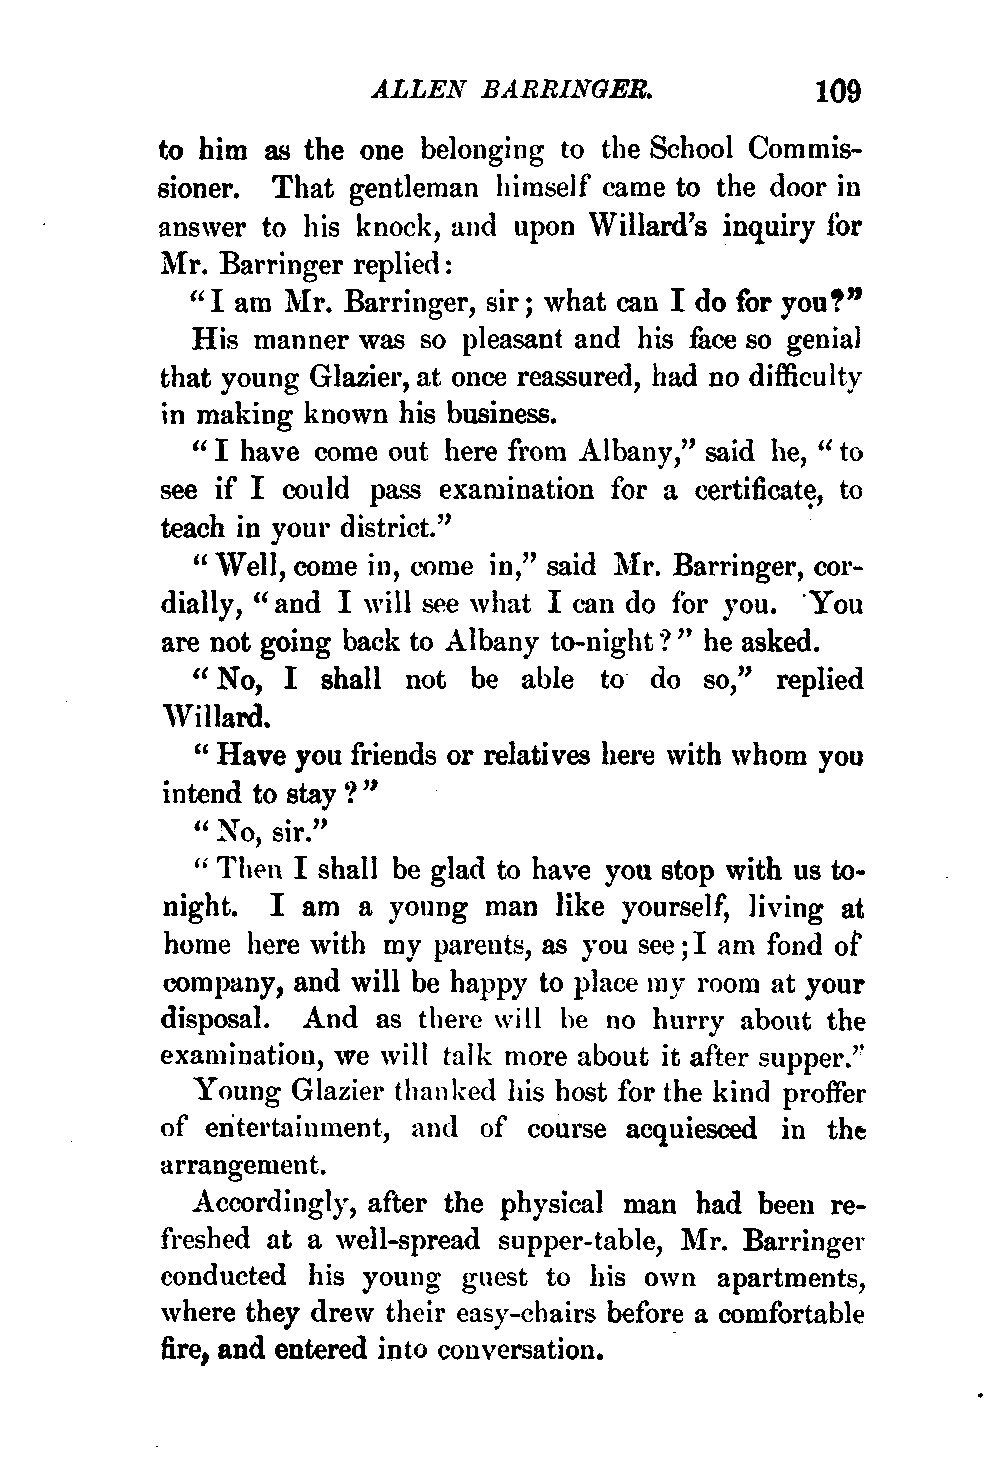 ALLEN BARRINGER. 109
to him as the one belonging to the School Commis-
sioner. That gentleman himself came to the door in
answer to his knock, and upon Willard's inquiry for
Mr. Barringer replied:
"I am Mr. Barringer, sir; what can I do for you?"
His manner was so pleasant and his face so genial
that young Glazier, at once reassured, had no difficulty
in making known his business.
"I have come out here from Albany," said he, "to
see if I could pass examination for a certificate, to
teach in your district."
"Well, come in, come in," said Mr. Barringer, cor-
dially, "and I will see what I can do for you. You
are not going back to Albany to-night?" he asked.
"No, I shall not be able to do so," replied
Willard.
"Have you friends or relatives here with whom you
intend to stay?"
"No, sir."
"Then I shall be glad to have you stop with us to-
night. I am a young man like yourself, living at
home here with my parents, as you see; I am fond of
company, and will be happy to place my room at your
disposal. And as there will be no hurry about the
examination, we will talk more about it after supper."
Young Glazier thanked his host for the kind proffer
of entertainment, and of course acquiesced in the
arrangement.
Accordingly, after the physical man had been re-
freshed at a well-spread supper-table, Mr. Barringer
conducted his young guest to his own apartments,
where they drew their easy-chairs before a comfortable
fire, and entered into conversation.